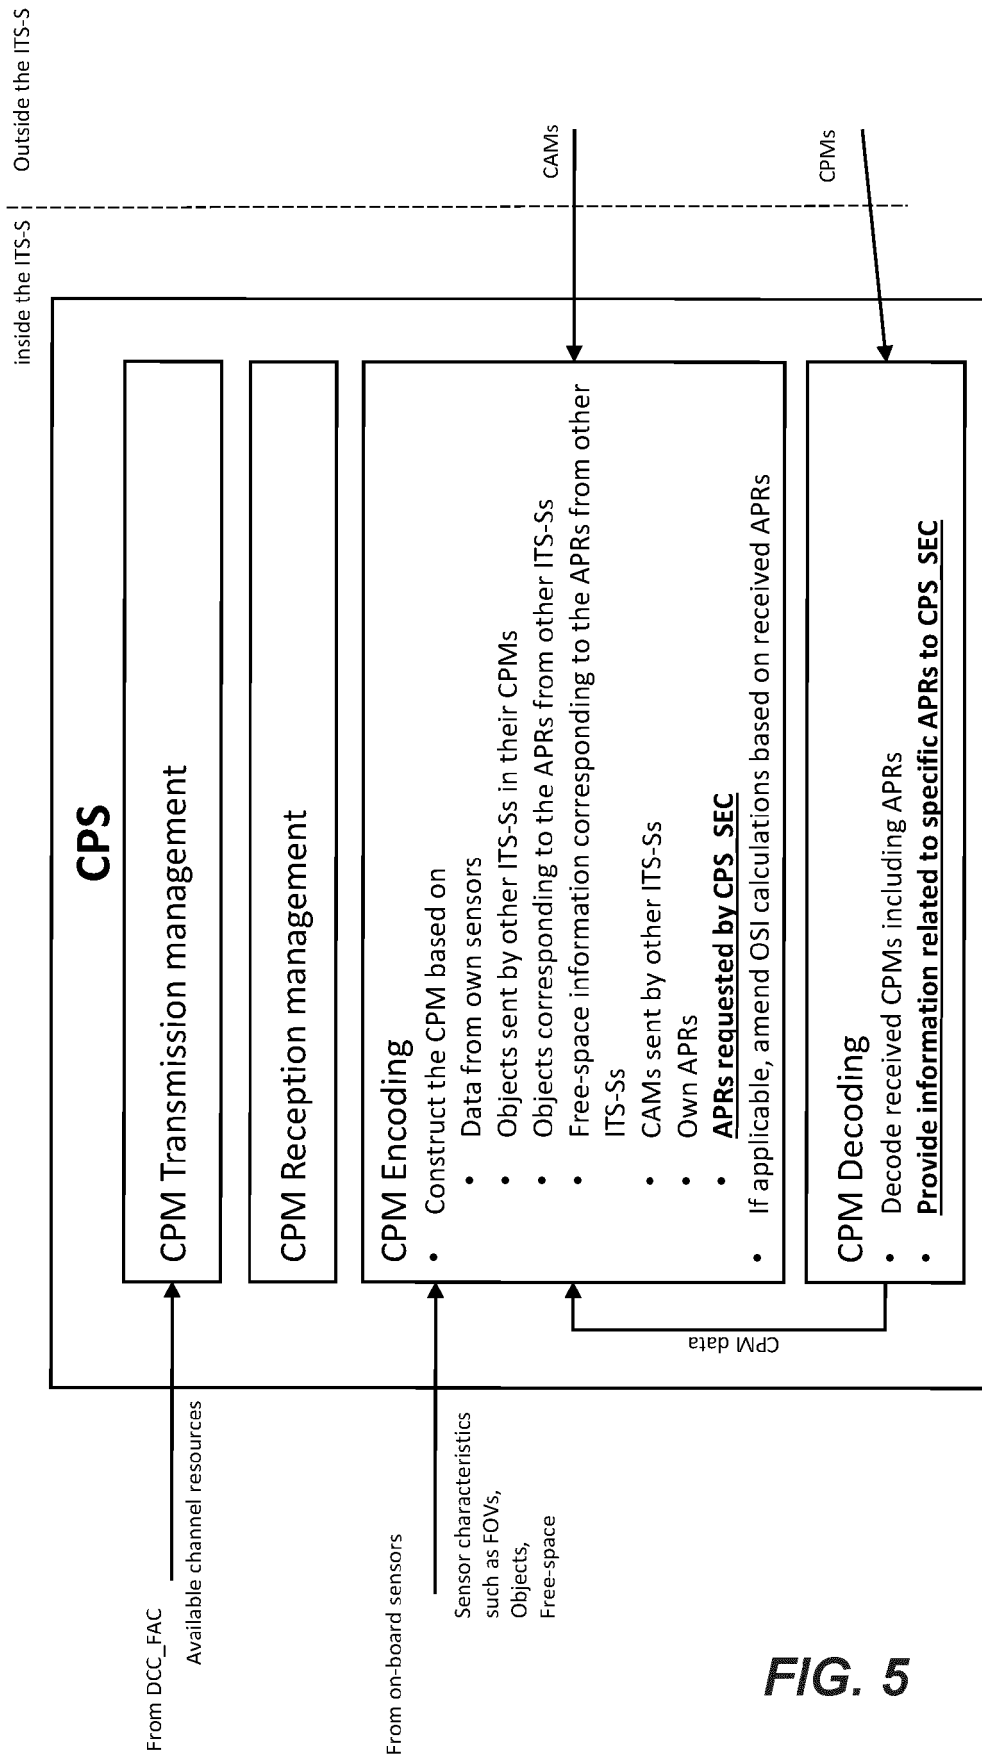 Outside the ITS-S
inside the ITS-S
CPS
From DCC_FAC
Available channel resources
CPM Transmission management
CPM Reception management
From on-board sensors
Sensor characteristics
such as FOVs,
Objects,
Free-space
CPM Encoding
• Construct the CPM based on
• Data from own sensors
• Objects sent by other ITS-Ss in their CPMs
• Objects corresponding to the APRs from other ITS-Ss
• Free-space information corresponding to the APRs from other
ITS-Ss
• CAMs sent by other ITS-Ss
• Own APRs
• APRs requested by CPS_SEC
• If applicable, amend OSI calculations based on received APRs
CAMs
CPM data
CPM Decoding
• Decode received CPMs including APRs
• Provide information related to specific APRs to CPS_SEC
CPMs
FIG. 5